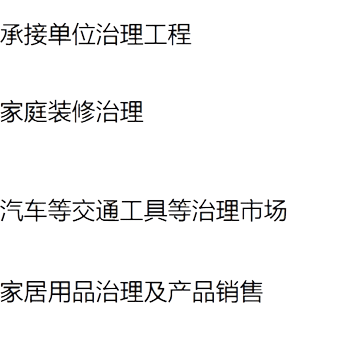 承接单位治理工程
家庭装修治理
汽车等交通工具等治理市场
家居用品治理及产品销售